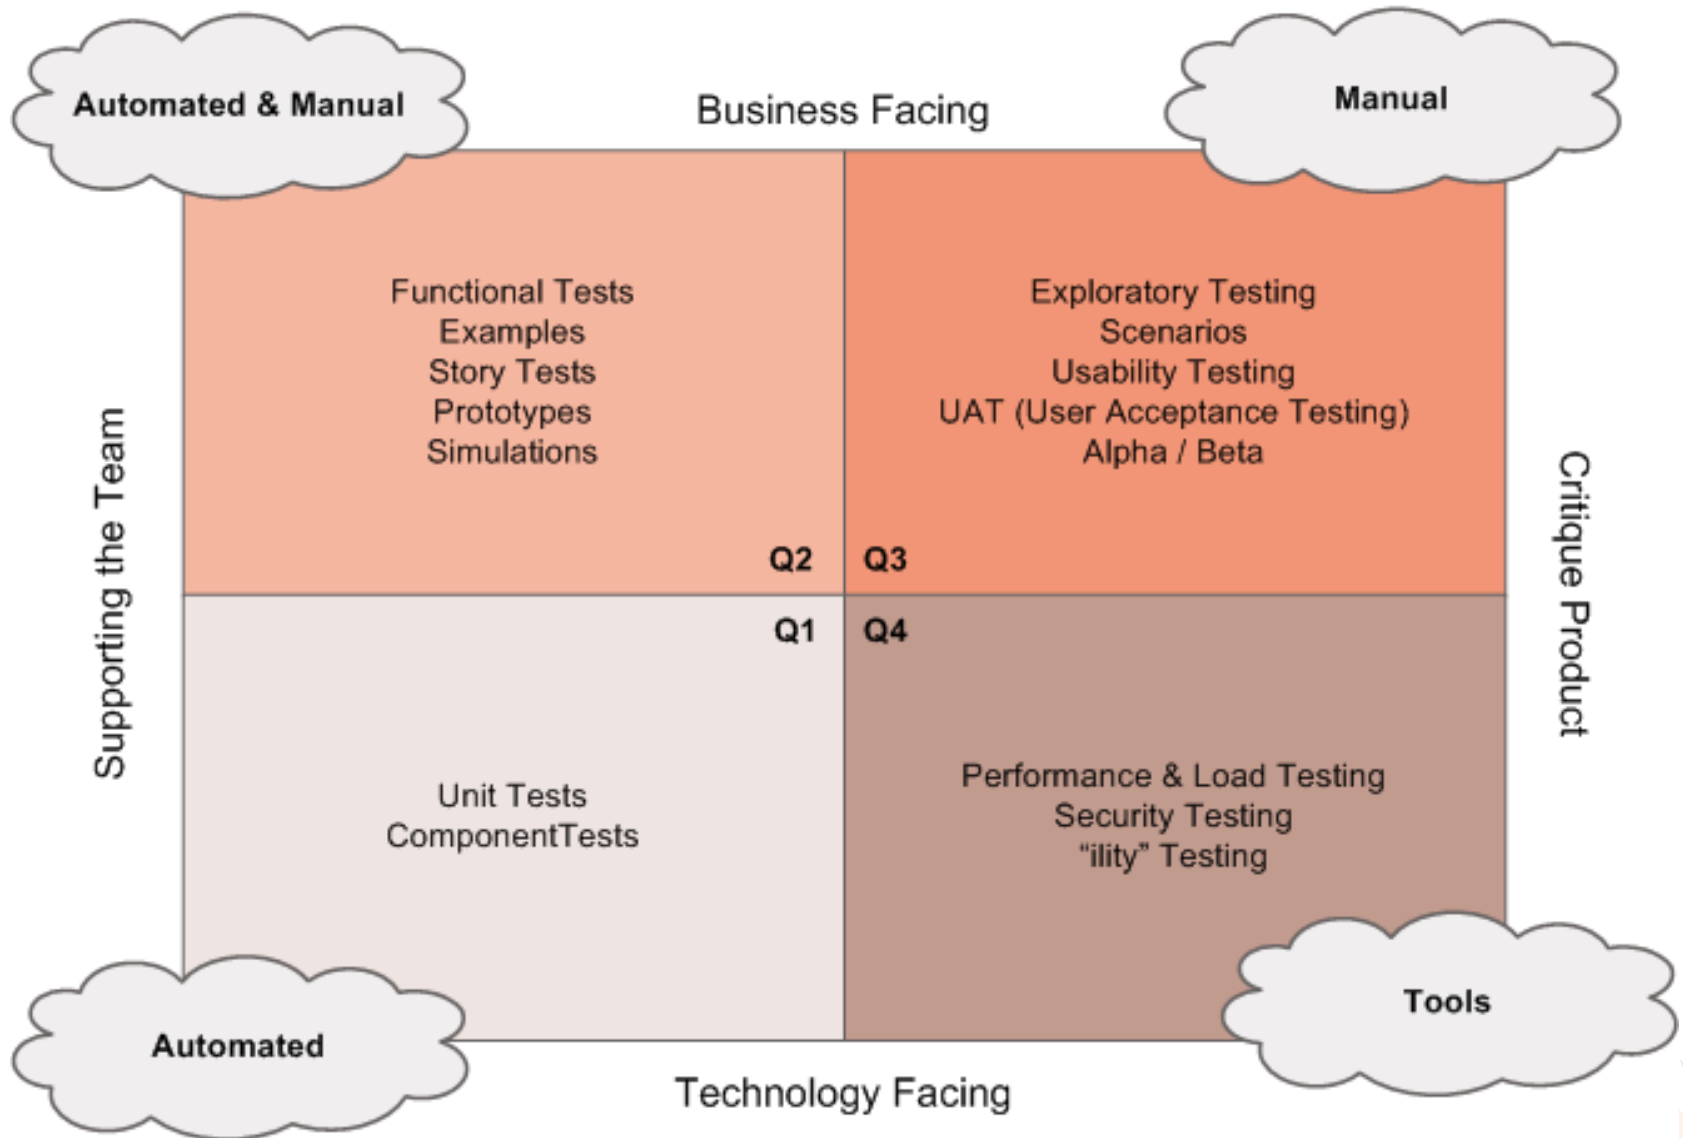 Automated & Manual
Business Facing
Manual
Functional Tests
Examples
Story Tests
Prototypes
Simulations
Q2
Exploratory Testing
Scenarios
Usability Testing
UAT (User Acceptance Testing)
Alpha / Beta
Q3
Supporting the Team
Critique Product
Q1
Unit Tests
ComponentTests
Q4
Performance & Load Testing
Security Testing
“ility” Testing
Automated
Technology Facing
Tools